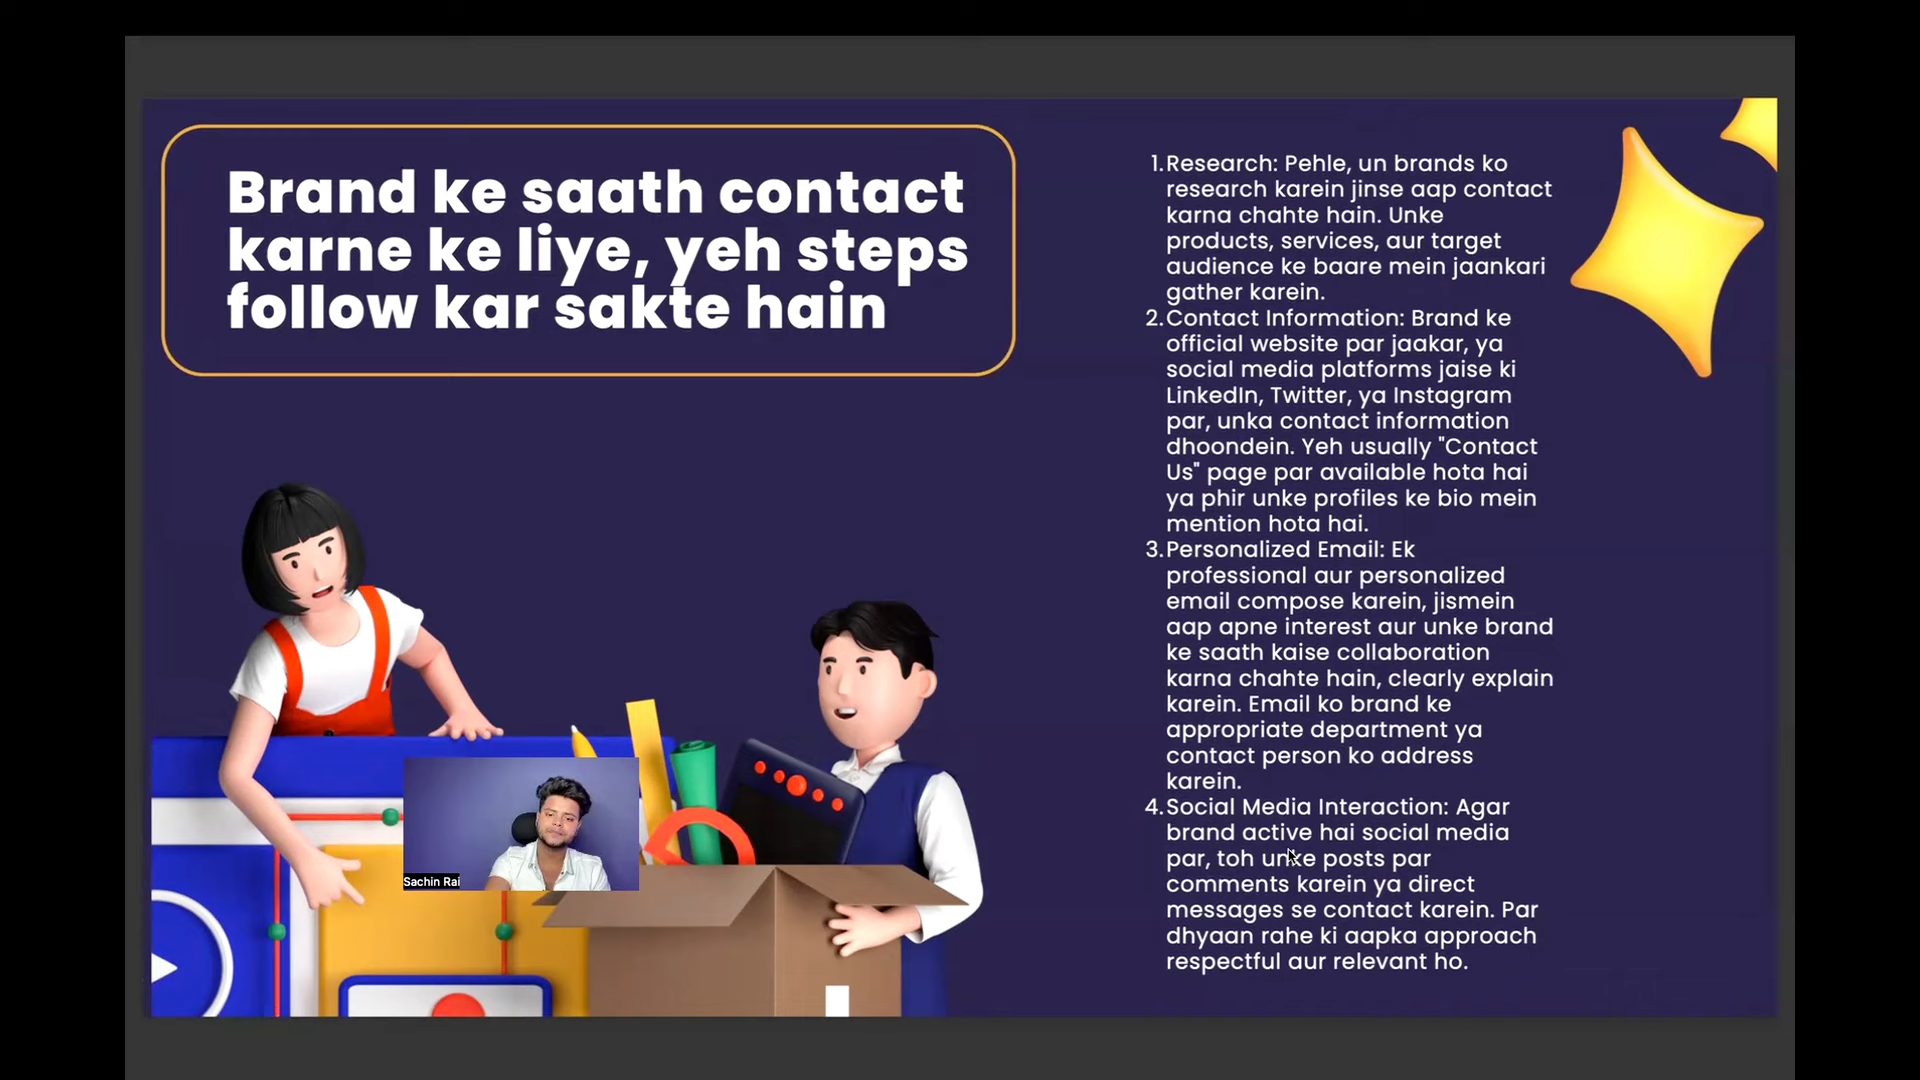 Brand ke saath contact
karne ke liye, yeh steps
follow kar sakte hain
1. Research: Pehle, un brands ko
research karein jinse aap contact
karna chahte hain. Unke
products, services, aur target
audience ke baare mein jaankari
gather karein.
2. Contact Information: Brand ke
official website par jaakar, ya
social media platforms jaise ki
LinkedIn, Twitter, ya Instagram
par, unka contact information
dhoondein. Yeh usually "Contact
Us" page par available hota hai
ya phir unke profiles ke bio mein
mention hota hai.
3. Personalized Email: Ek
professional aur personalized
email compose karein, jismein
aap apne interest aur unke brand
ke saath kaise collaboration
karna chahte hain, clearly explain
karein. Email ko brand ke
appropriate department ya
contact person ko address
karein.
4. Social Media Interaction: Agar
brand active hai social media
par, toh unke posts par
comments karein ya direct
messages se contact karein. Par
dhyaan rahe ki aapka approach
respectful aur relevant ho.
Sachin Rai